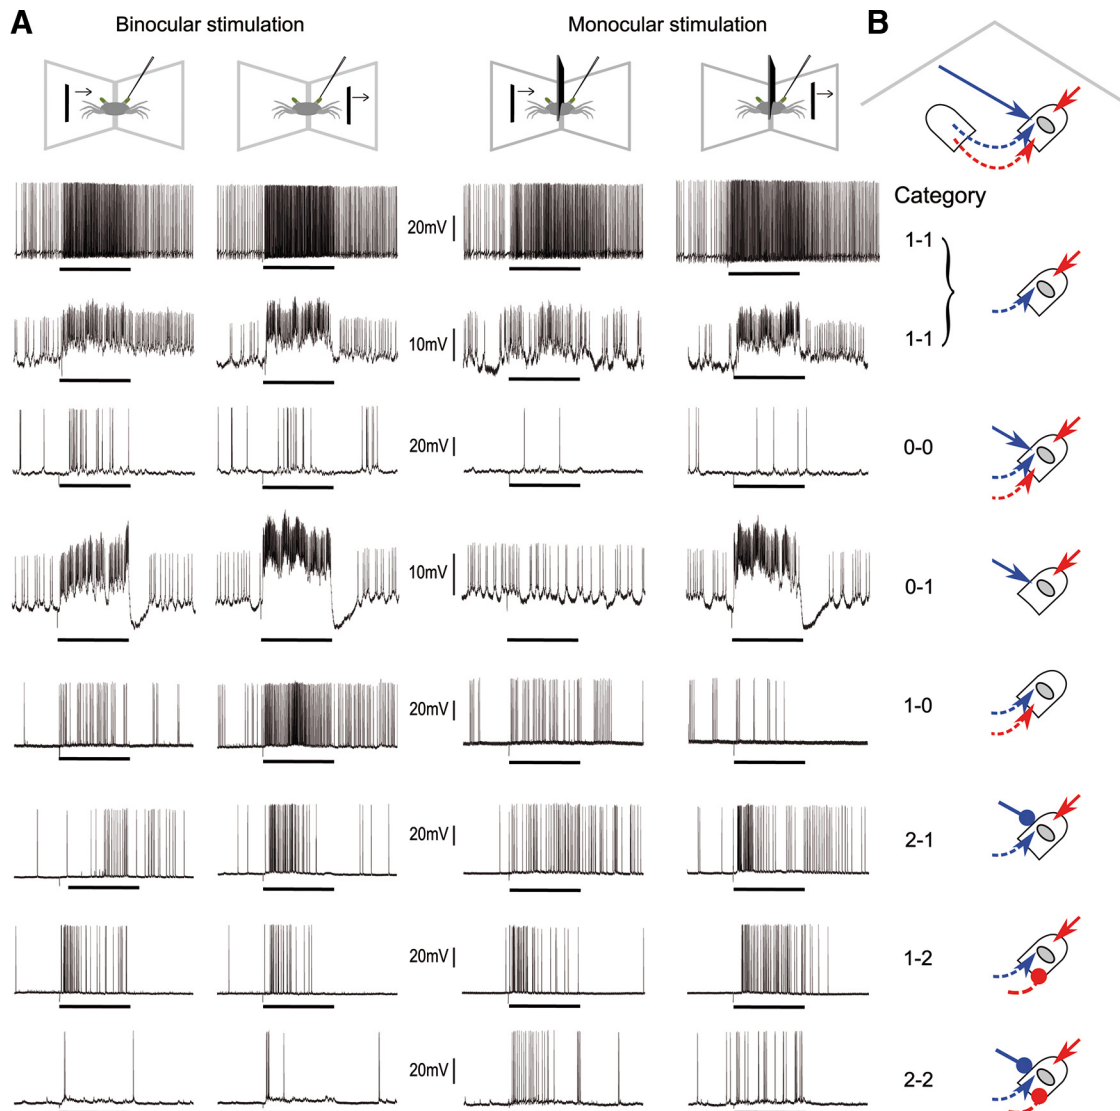 A
Binocular stimulation
Monocular stimulation
B
Category
20mV
1-1
10mV
1-1
20mV
0-0
10mV
0-1
20mV
1-0
20mV
2-1
20mV
1-2
20mV
2-2